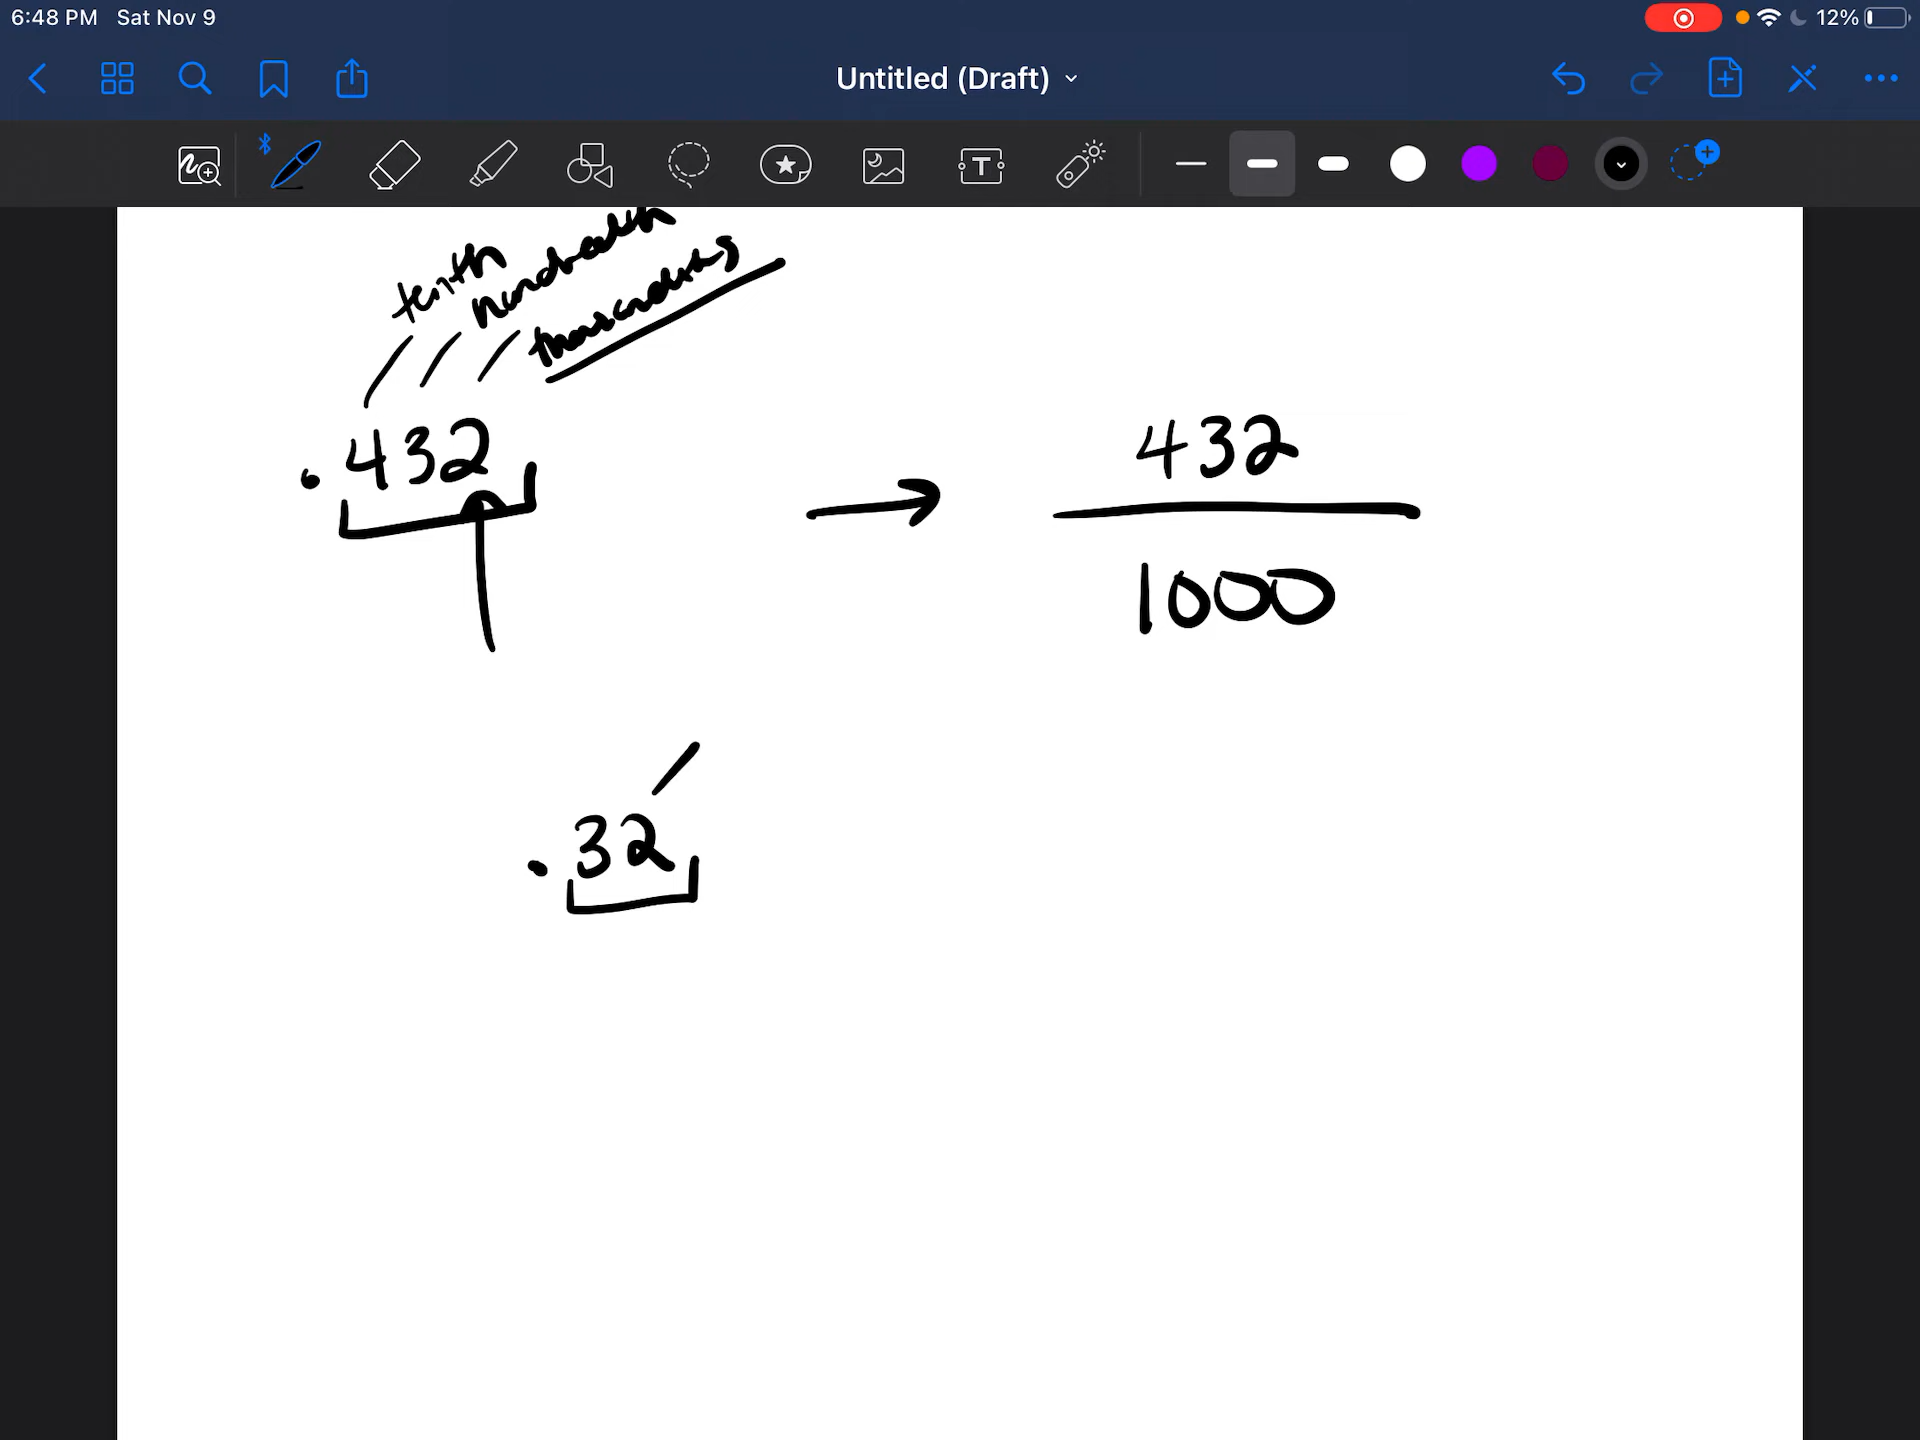 6:48 PM Sat Nov 9
12%
Untitled (Draft)
T
tenth
hundredth
thousandths
.432
432
1000
.32